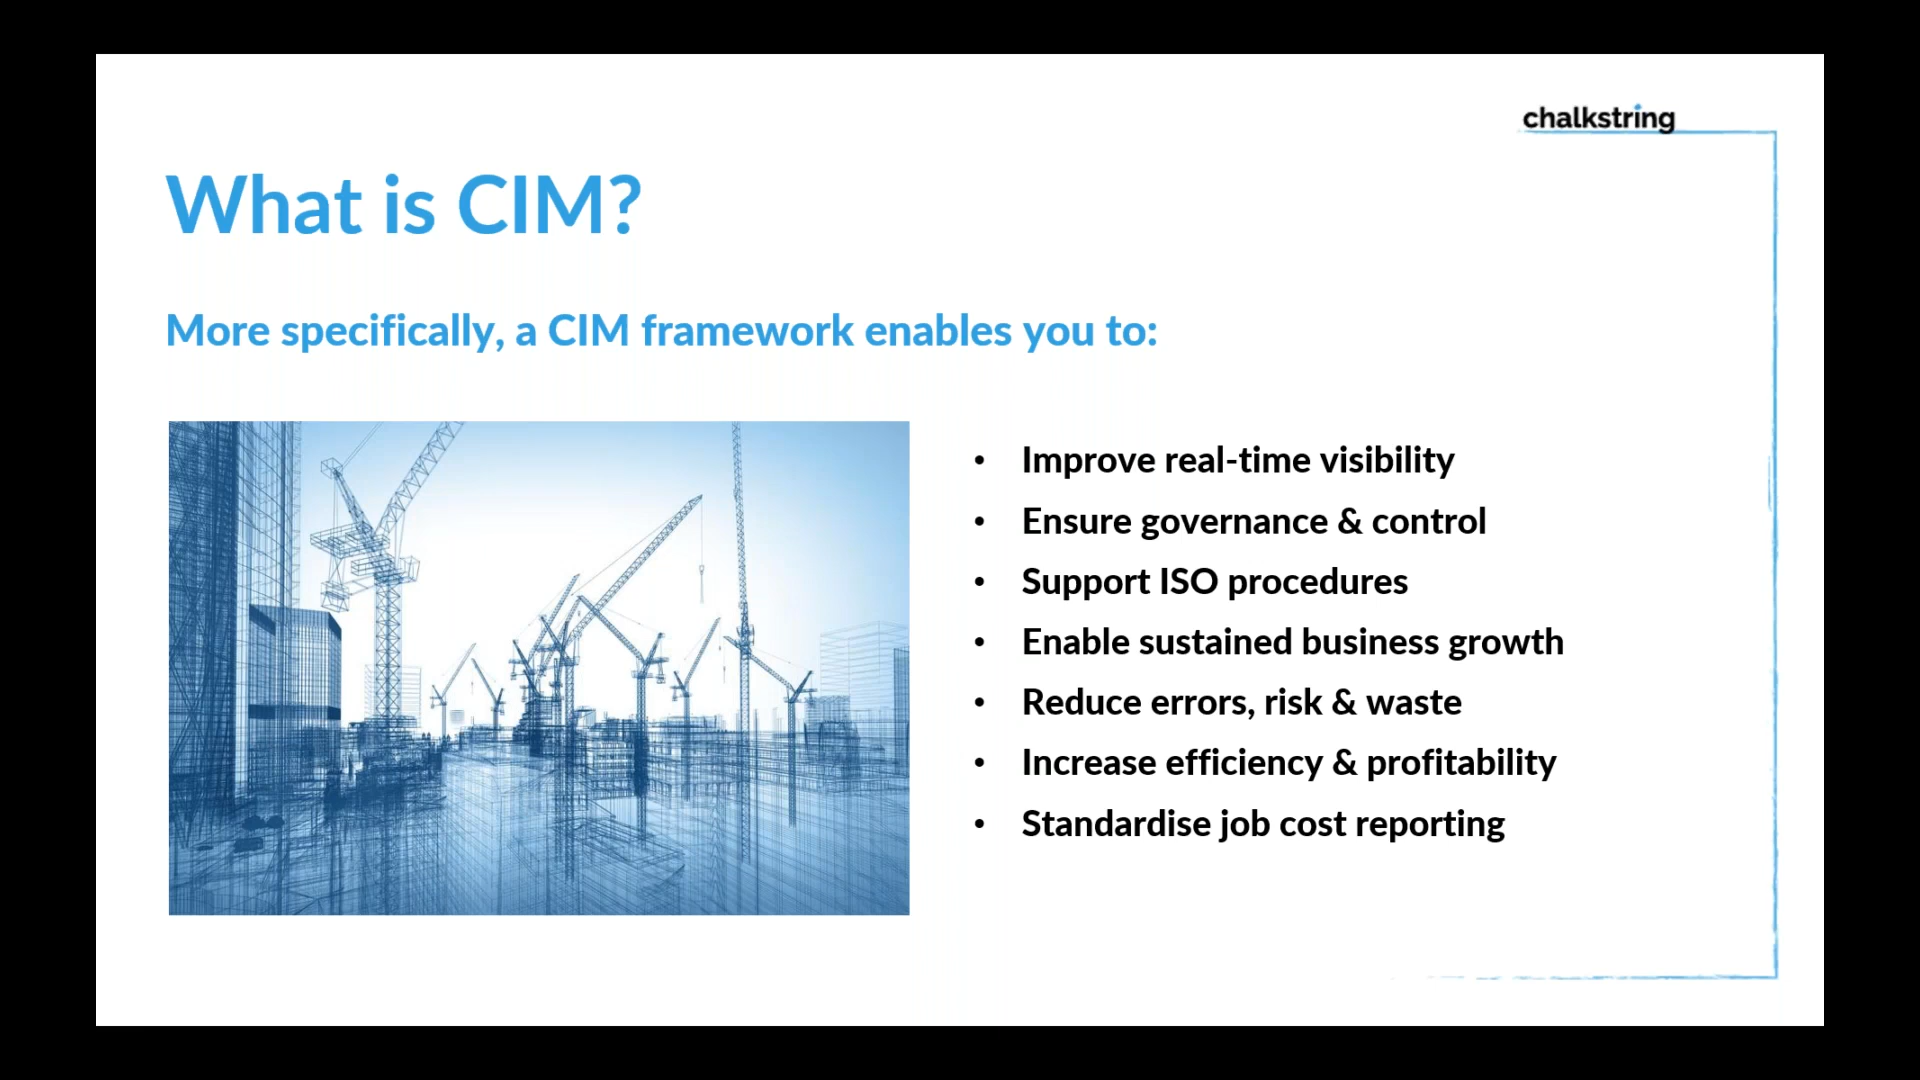 chalkstring
What is CIM?
More specifically, a CIM framework enables you to:
• Improve real-time visibility
• Ensure governance & control
• Support ISO procedures
• Enable sustained business growth
• Reduce errors, risk & waste
• Increase efficiency & profitability
• Standardise job cost reporting